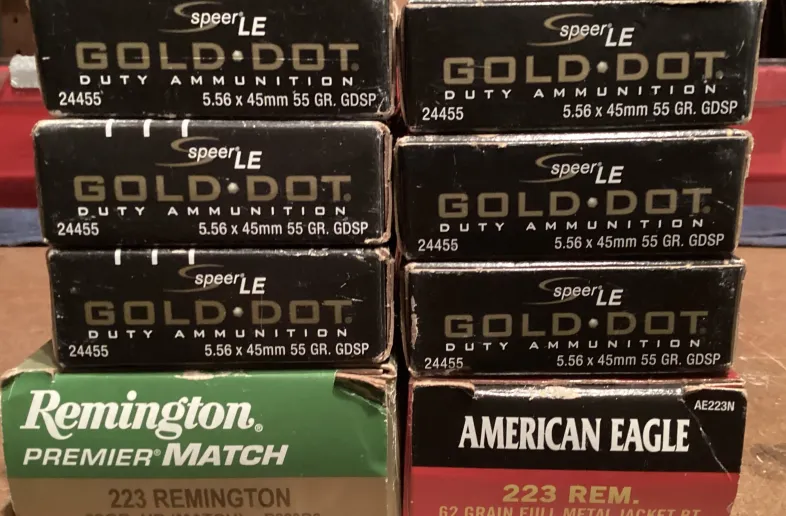 speer LE
GOLD DOT
DUTY AMMUNITION
24455 5.56 x 45mm 55 GR. GDSP
speer LE
GOLD DOT
DUTY AMMUNITION
24455 5.56 x 45mm 55 GR. GDSP
speer LE
GOLD DOT
DUTY AMMUNITION
24455 5.56 x 45mm 55 GR. GDSP
speer LE
GOLD DOT
DUTY AMMUNITION
24455 5.56 x 45mm 55 GR. GDSP
speer LE
GOLD DOT
DUTY AMMUNITION
24455 5.56 x 45mm 55 GR. GDSP
speer LE
GOLD DOT
DUTY AMMUNITION
24455 5.56 x 45mm 55 GR. GDSP
Remington®
PREMIER® MATCH
223 REMINGTON
AE223N
AMERICAN EAGLE
223 REM.
62 GRAIN FULL METAL JACKET BT